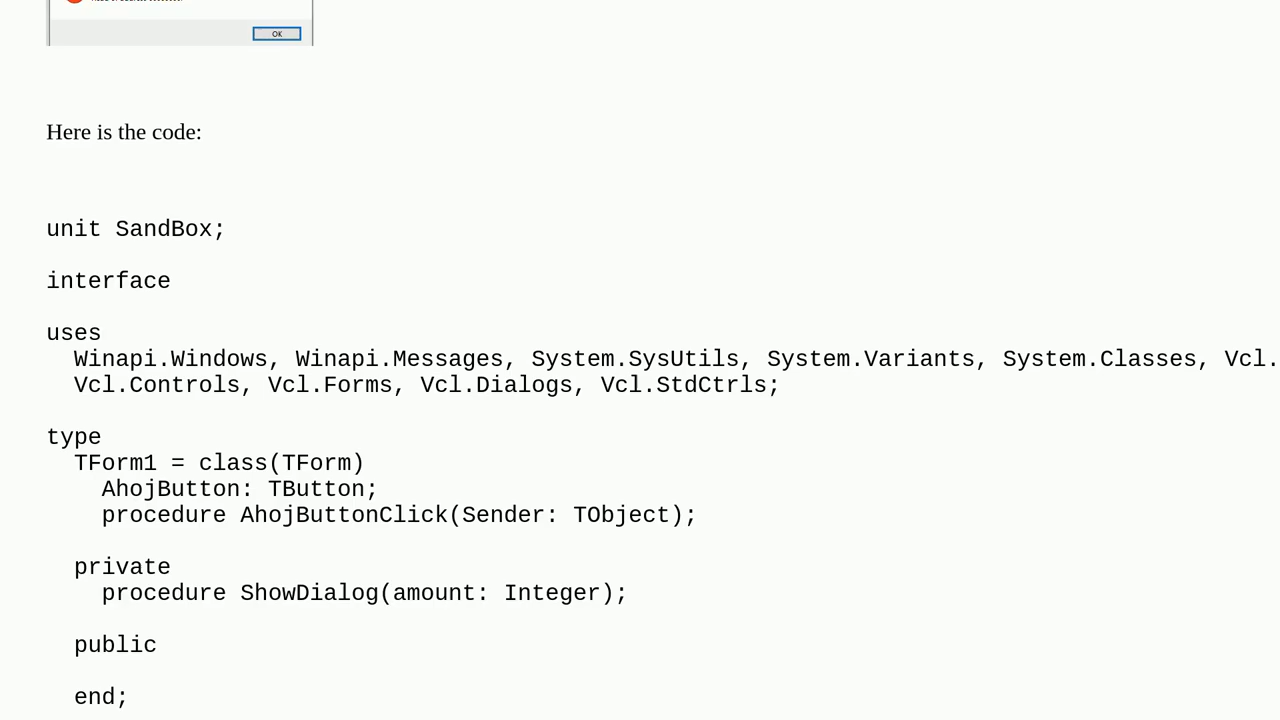 OK
Here is the code:
unit SandBox;
interface
uses
Winapi.Windows, Winapi.Messages, System.SysUtils, System.Variants, System.Classes, Vcl.
Vcl.Controls, Vcl.Forms, Vcl.Dialogs, Vcl.StdCtrls;
type
TForm1 = class(TForm)
AhojButton: TButton;
procedure AhojButtonClick(Sender: TObject);
private
procedure ShowDialog(amount: Integer);
public
end;